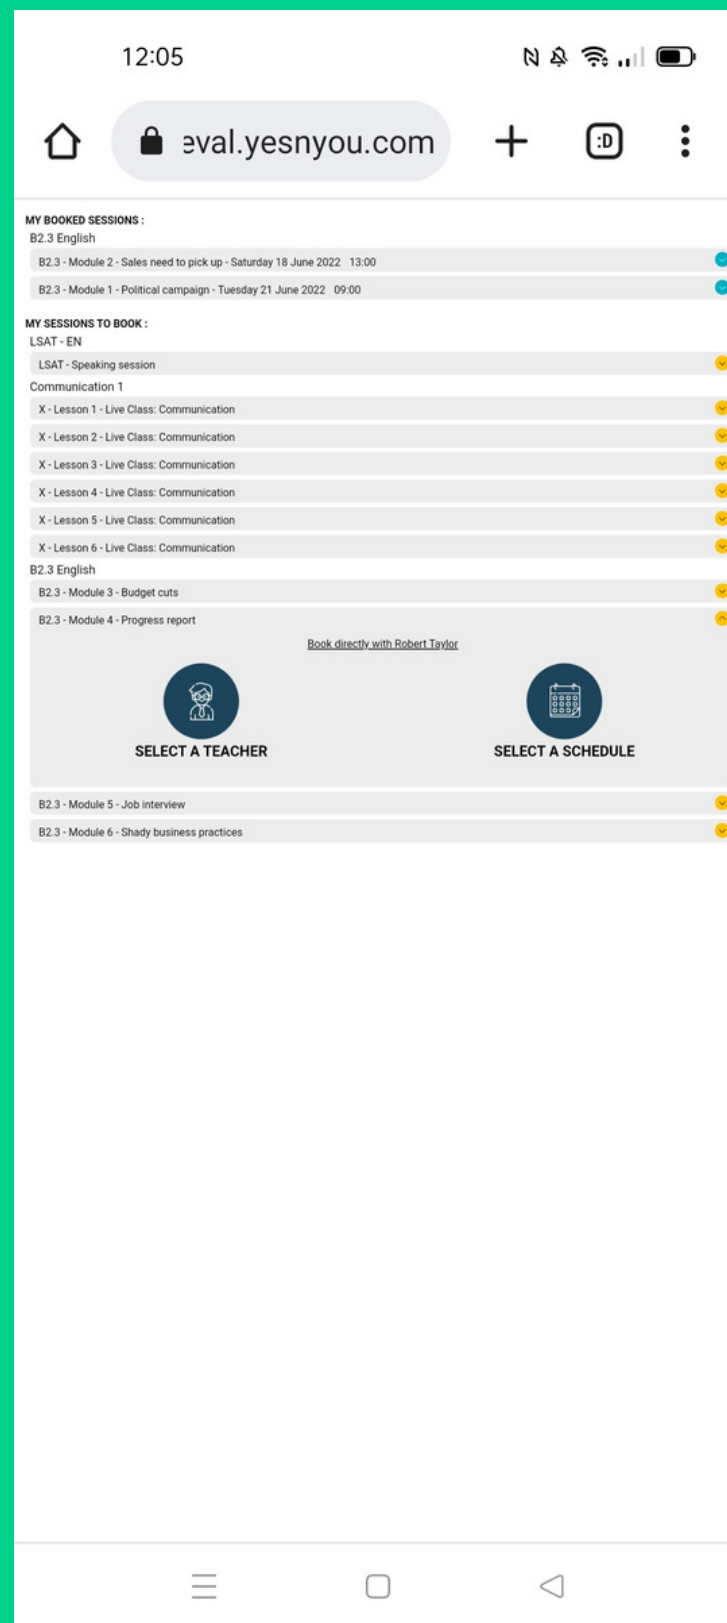 12:05
eval.yesnyou.com
:D
MY BOOKED SESSIONS :
B2.3 English
B2.3 - Module 2 - Sales need to pick up - Saturday 18 June 2022 13:00
B2.3 - Module 1 - Political campaign - Tuesday 21 June 2022 09:00
MY SESSIONS TO BOOK :
LSAT - EN
LSAT - Speaking session
Communication 1
X - Lesson 1 - Live Class: Communication
X - Lesson 2 - Live Class: Communication
X - Lesson 3 - Live Class: Communication
X - Lesson 4 - Live Class: Communication
X - Lesson 5 - Live Class: Communication
X - Lesson 6 - Live Class: Communication
B2.3 English
B2.3 - Module 3 - Budget cuts
B2.3 - Module 4 - Progress report
Book directly with Robert Taylor
SELECT A TEACHER
SELECT A SCHEDULE
B2.3 - Module 5 - Job interview
B2.3 - Module 6 - Shady business practices